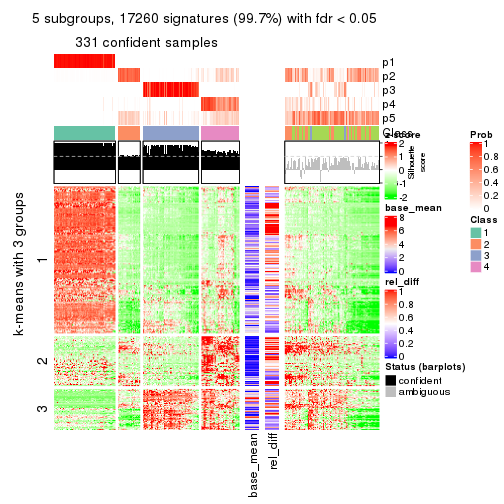 5 subgroups, 17260 signatures (99.7%) with fdr < 0.05
331 confident samples
p1
p2
p3
p4
p5
Class
Silhouette
score
1
2
3
k-means with 3 groups
base_mean
rel_diff
z-score
2
1
0
-1
-2
base_mean
8
6
4
2
0
rel_diff
1
0.8
0.6
0.4
0.2
0
Status (barplots)
confident
ambiguous
Prob
1
0.8
0.6
0.4
0.2
0
Class
1
2
3
4